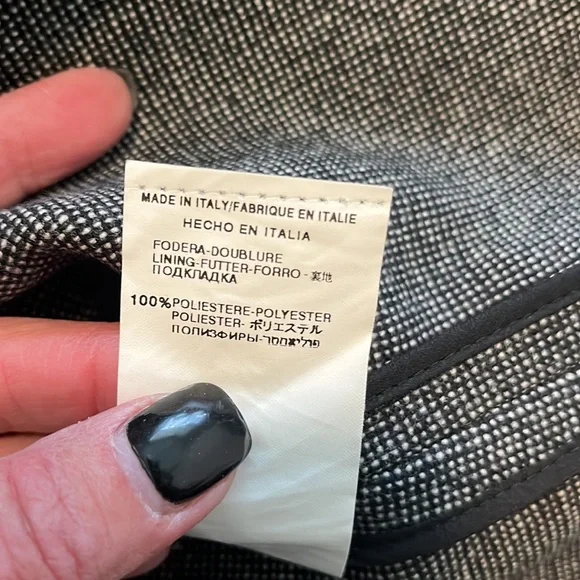 MADE IN ITALY/FABRIQUE EN ITALIE
HECHO EN ITALIA
FODERA-DOUBLURE
LINING-FUTTER-FORRO-裏地
ПОДКЛАДКА
100%POLIESTERE-POLYESTER
POLIESTER-ポリエステル
ПОЛИЭФИРЫ-פוליאסטר